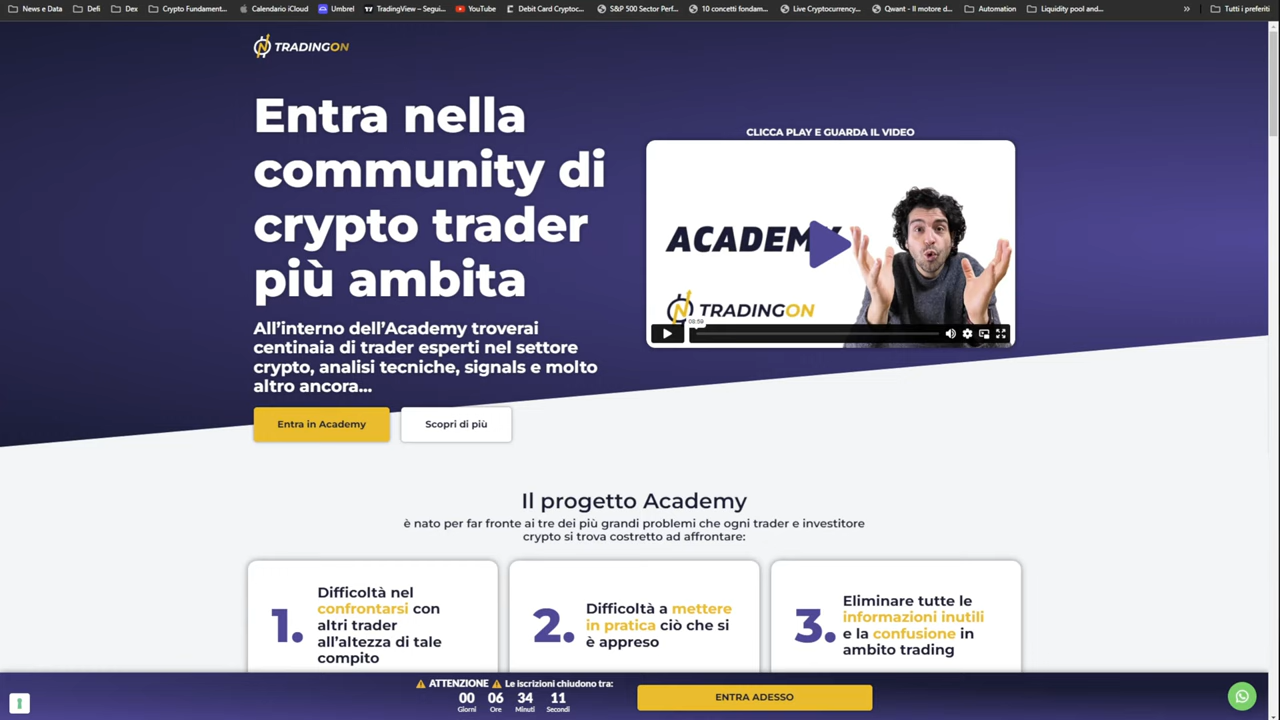 News e Data
Defi
Dex
Crypto Fundament...
Calendario iCloud
Umbrel
TradingView – Segui...
YouTube
Debit Card Cryptoc...
S&P 500 Sector Perf...
10 concetti fondam...
Live Cryptocurrency...
Qwant - Il motore d...
Automation
Liquidity pool and...
»
Tutti i preferiti
TRADINGON
Entra nella
community di
crypto trader
più ambita
All'interno dell'Academy troverai
centinaia di trader esperti nel settore
crypto, analisi tecniche, signals e molto
altro ancora...
Entra in Academy
Scopri di più
CLICCA PLAY E GUARDA IL VIDEO
ACADEMY
TRADINGON
08:59
Il progetto Academy
è nato per far fronte ai tre dei più grandi problemi che ogni trader e investitore
crypto si trova costretto ad affrontare:
1.
Difficoltà nel
confrontarsi con
altri trader
all'altezza di tale
compito
2.
Difficoltà a mettere
in pratica ciò che si
è appreso
3.
Eliminare tutte le
informazioni inutili
e la confusione in
ambito trading
ATTENZIONE Le iscrizioni chiudono tra:
00 06 34 11
Giorni Ore Minuti Secondi
ENTRA ADESSO